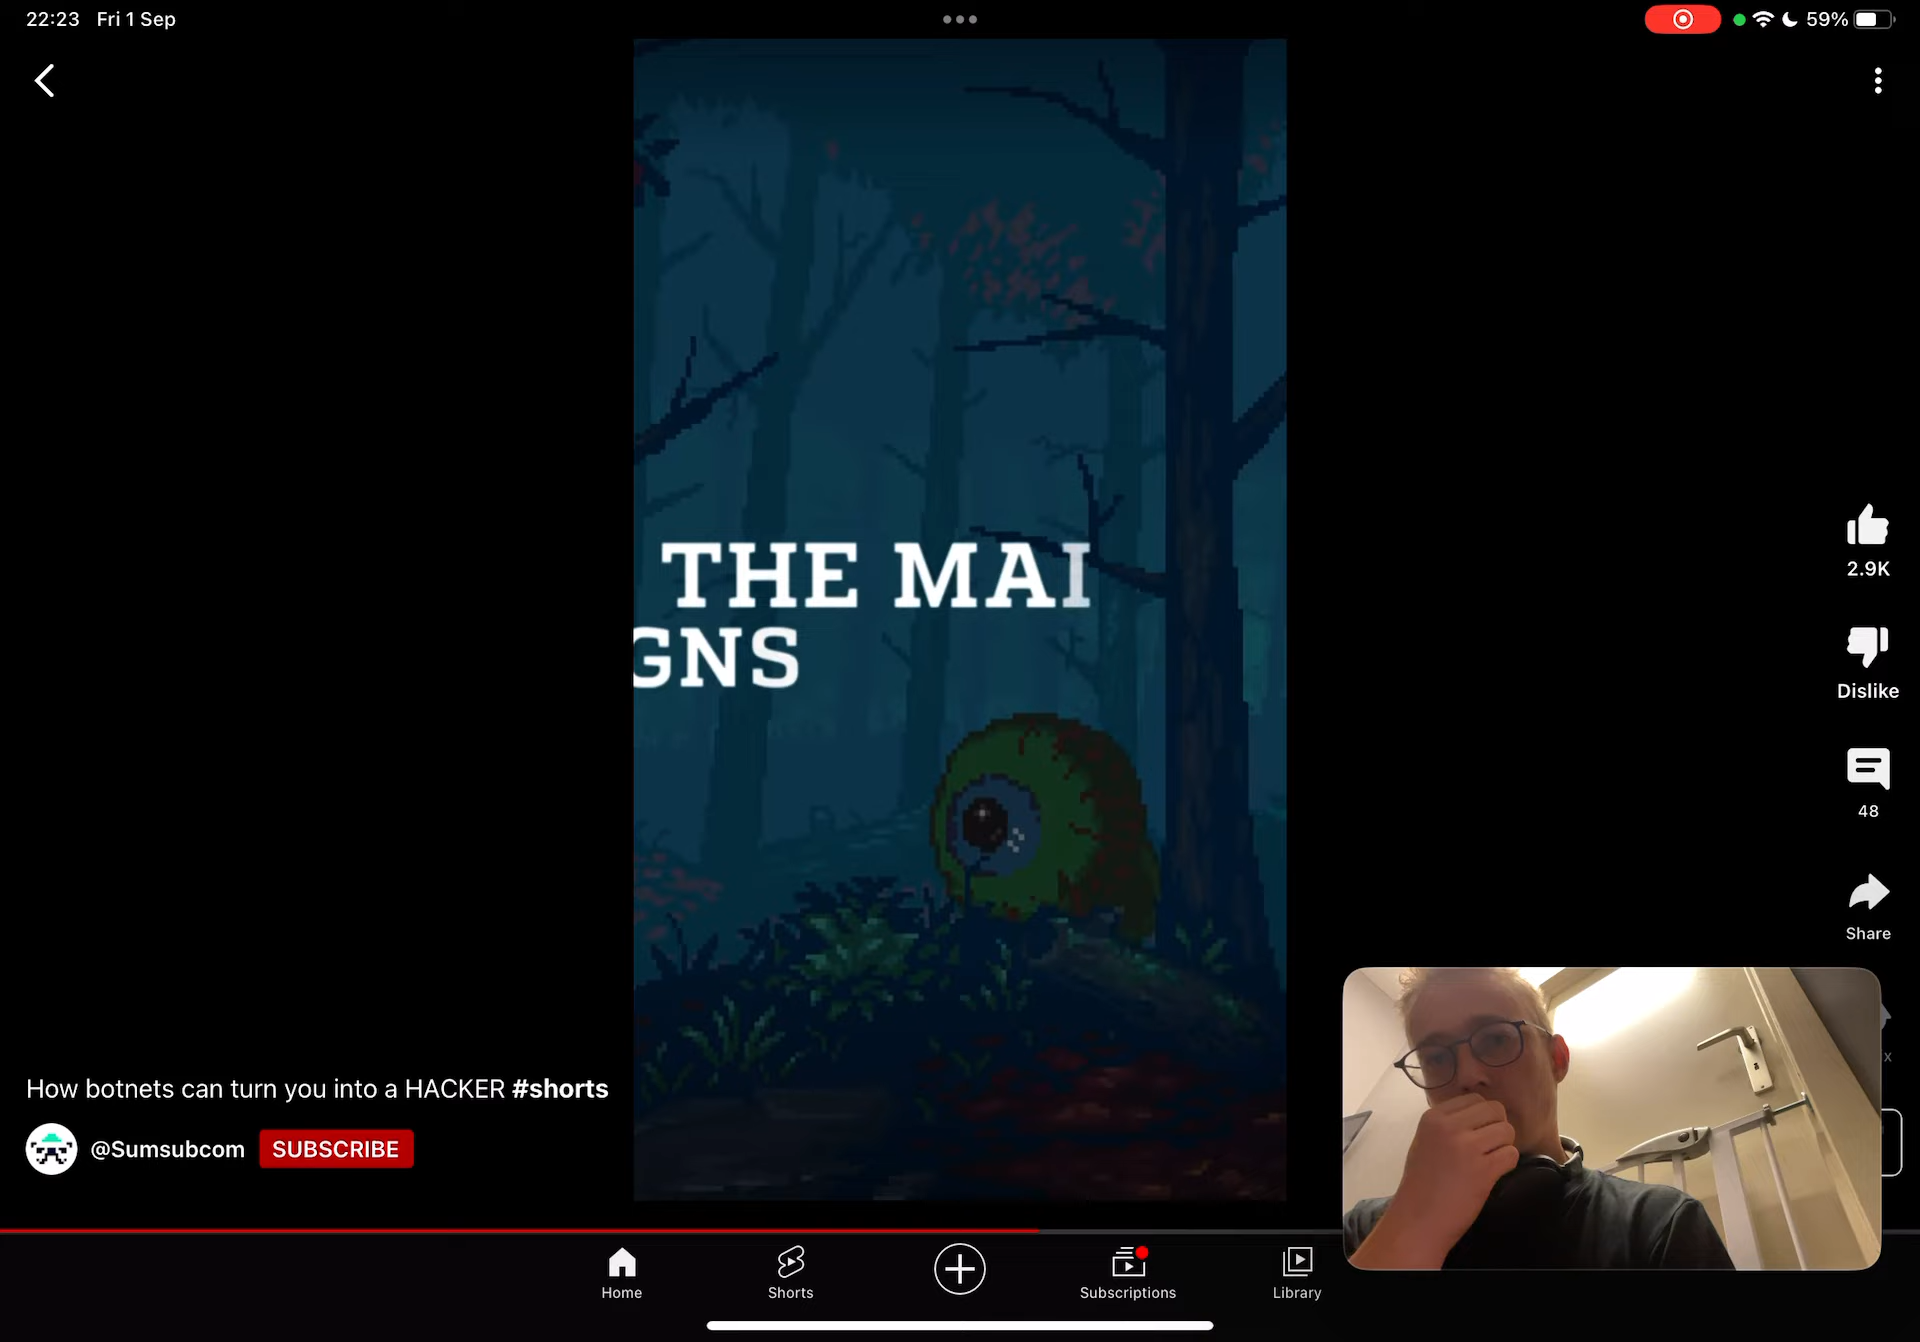 22:23 Fri 1 Sep
59%
THE MAI
GNS
2.9K
Dislike
48
Share
x
How botnets can turn you into a HACKER #shorts
@Sumsubcom SUBSCRIBE
Home
Shorts
Subscriptions
Library